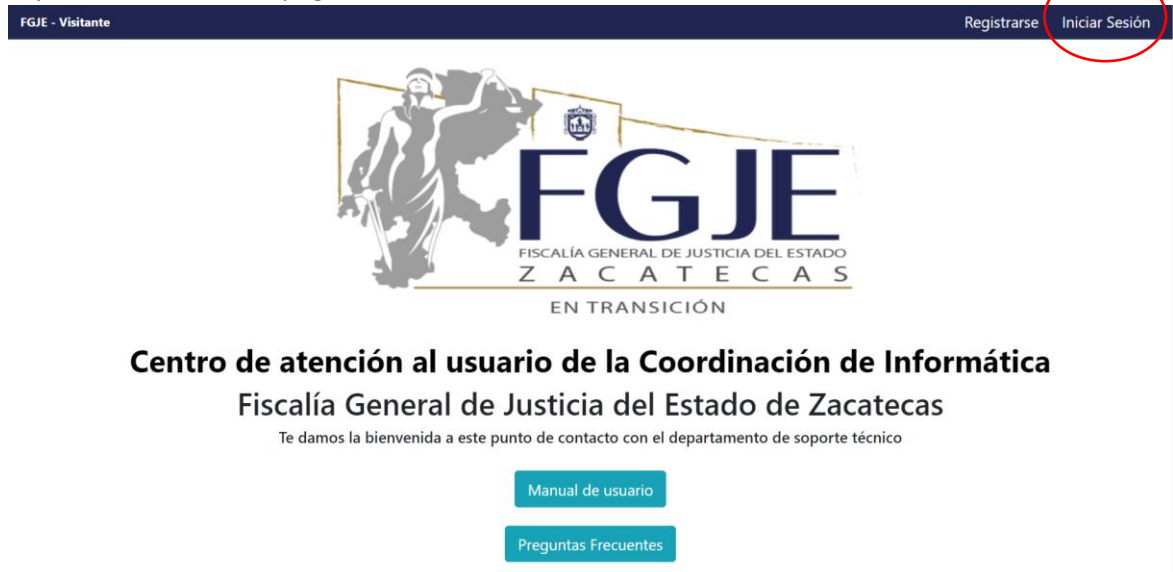 FGJE - Visitante Registrarse Iniciar Sesión
FGJE
FISCALÍA GENERAL DE JUSTICIA DEL ESTADO
ZACATECAS
EN TRANSICIÓN
Centro de atención al usuario de la Coordinación de Informática
Fiscalía General de Justicia del Estado de Zacatecas
Te damos la bienvenida a este punto de contacto con el departamento de soporte técnico
Manual de usuario
Preguntas Frecuentes